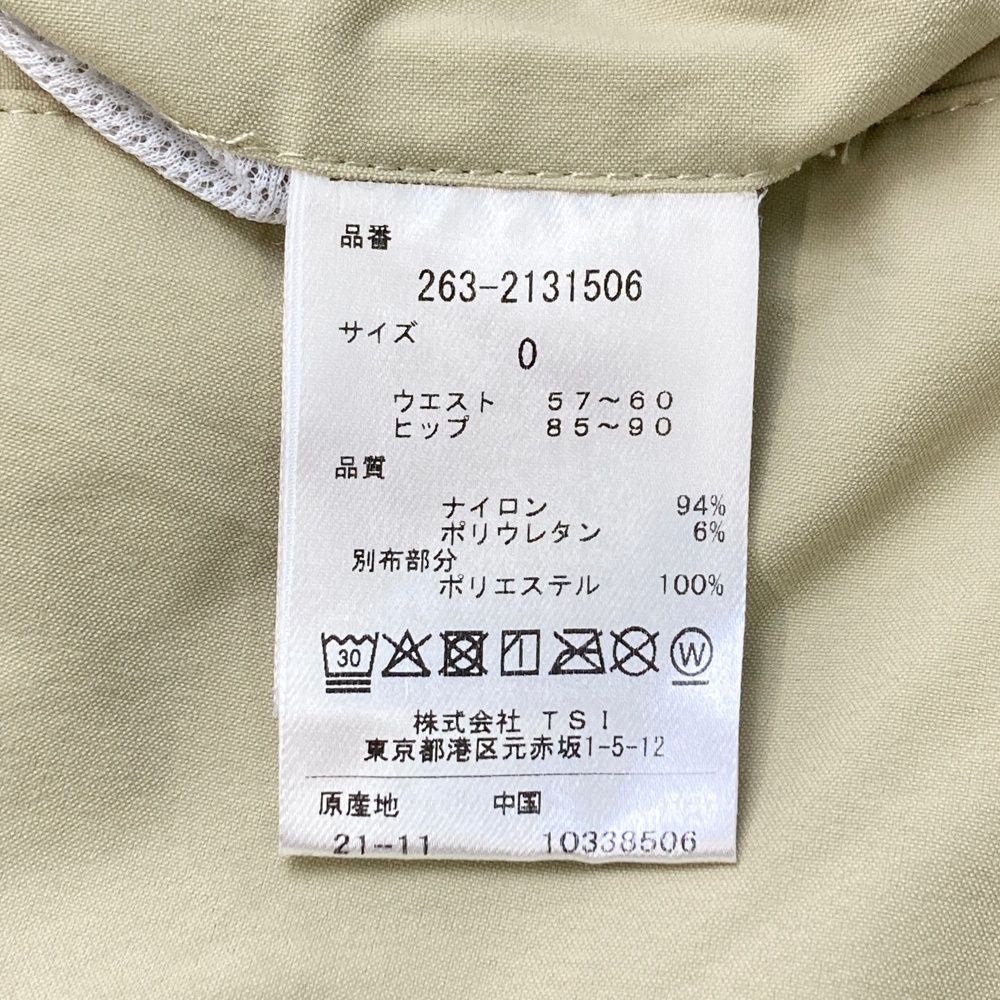 品番
263-2131506
サイズ
0
ウエスト 57～60
ヒップ 85～90
品質
ナイロン 94%
ポリウレタン 6%
別布部分
ポリエステル 100%
30 W
株式会社 TSI
東京都港区元赤坂1-5-12
原産地 中国
21--11 10338506